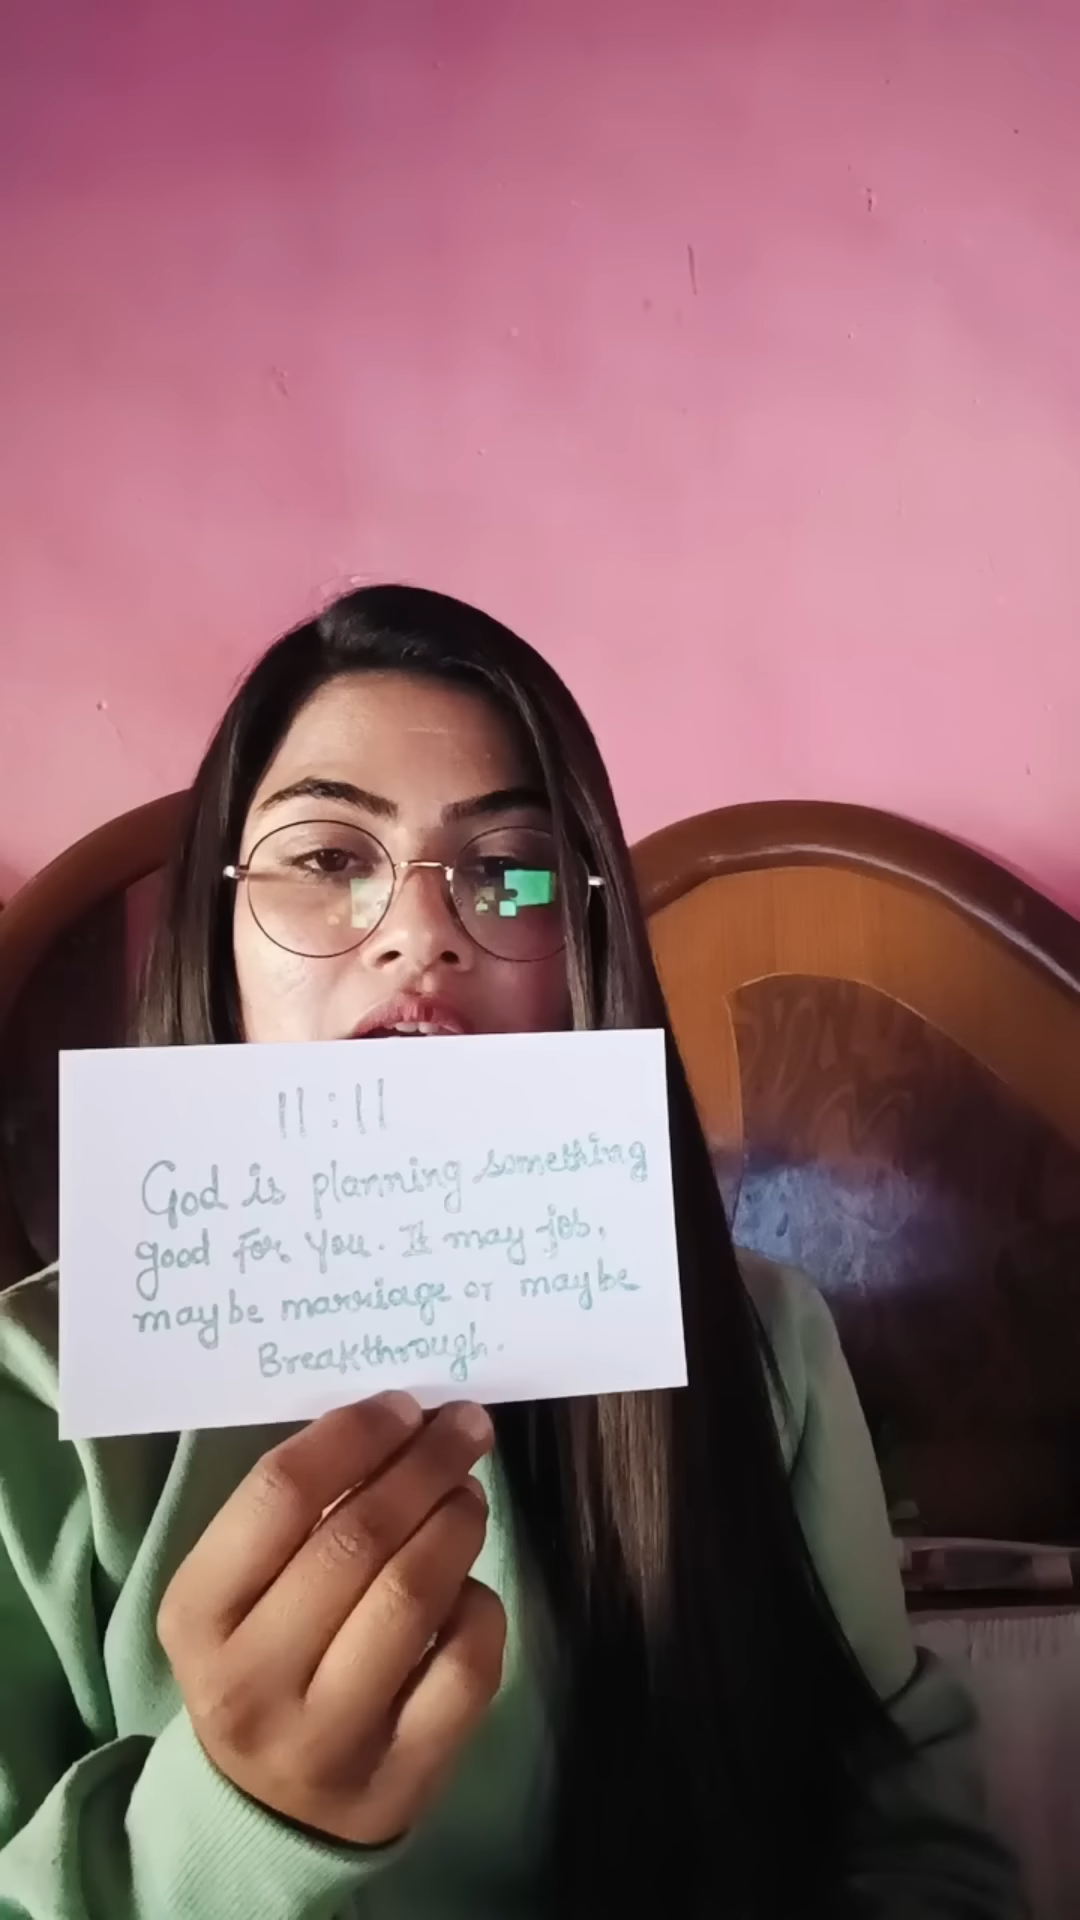 11:11
God is planning something
good for you. It may job,
maybe marriage or maybe
Breakthrough.